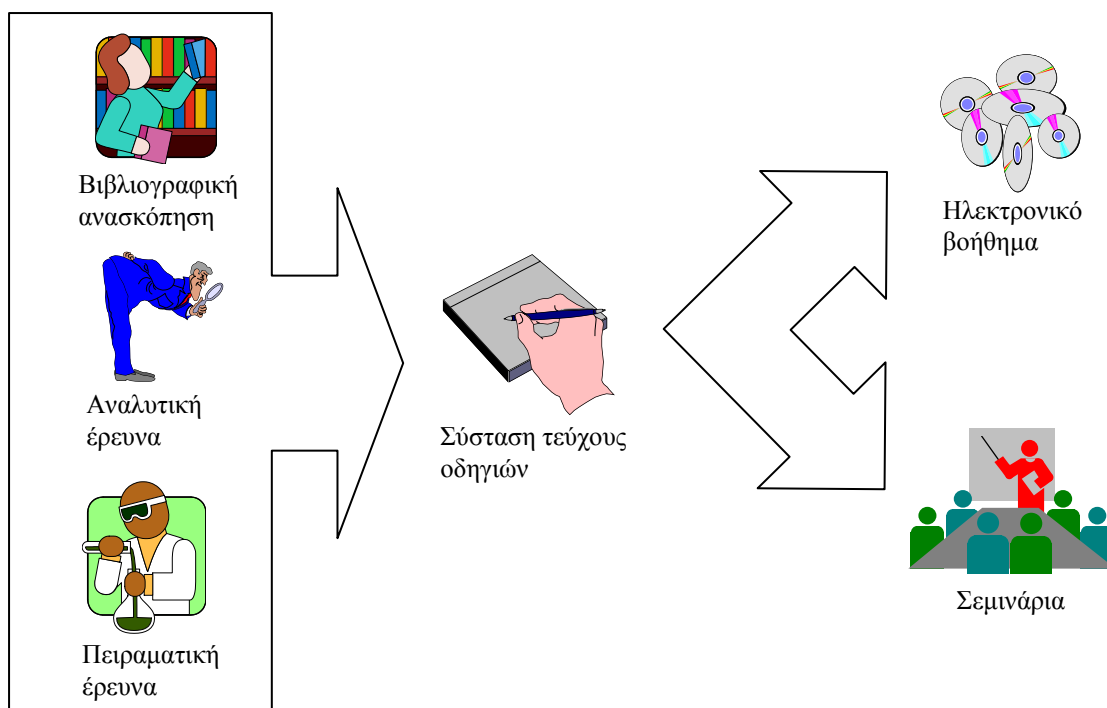 Βιβλιογραφική
ανασκόπηση
Αναλυτική
έρευνα
Πειραματική
έρευνα
Σύσταση τεύχους
οδηγιών
Ηλεκτρονικό
βοήθημα
Σεμινάρια